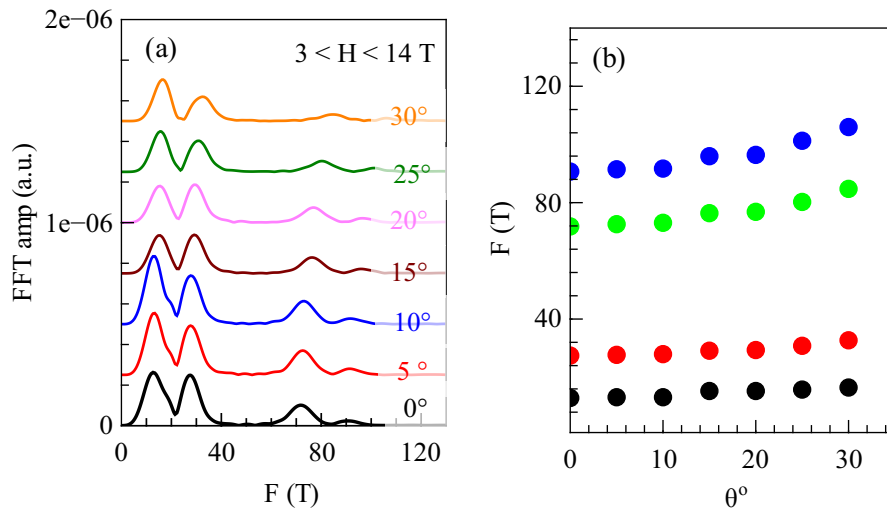 2e−06
(a)
3 < H < 14 T
30°
25°
20°
15°
10°
5°
0°
1e−06
0
FFT amp (a.u.)
0 40 80 120
F (T)
(b)
120
80
40
F (T)
0 10 20 30
θº